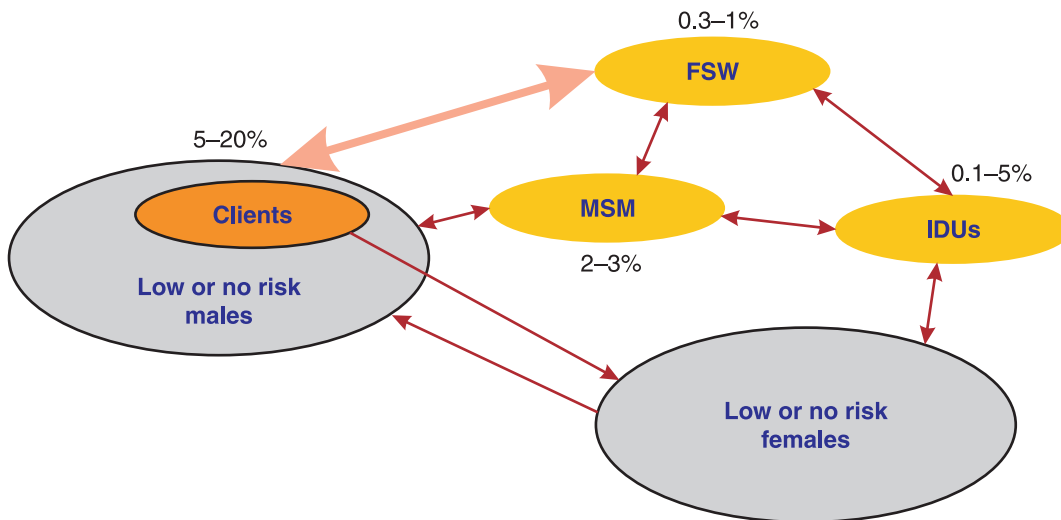 0.3–1%
FSW
5–20%
0.1–5%
Clients
MSM
IDUs
2–3%
Low or no risk
males
Low or no risk
females